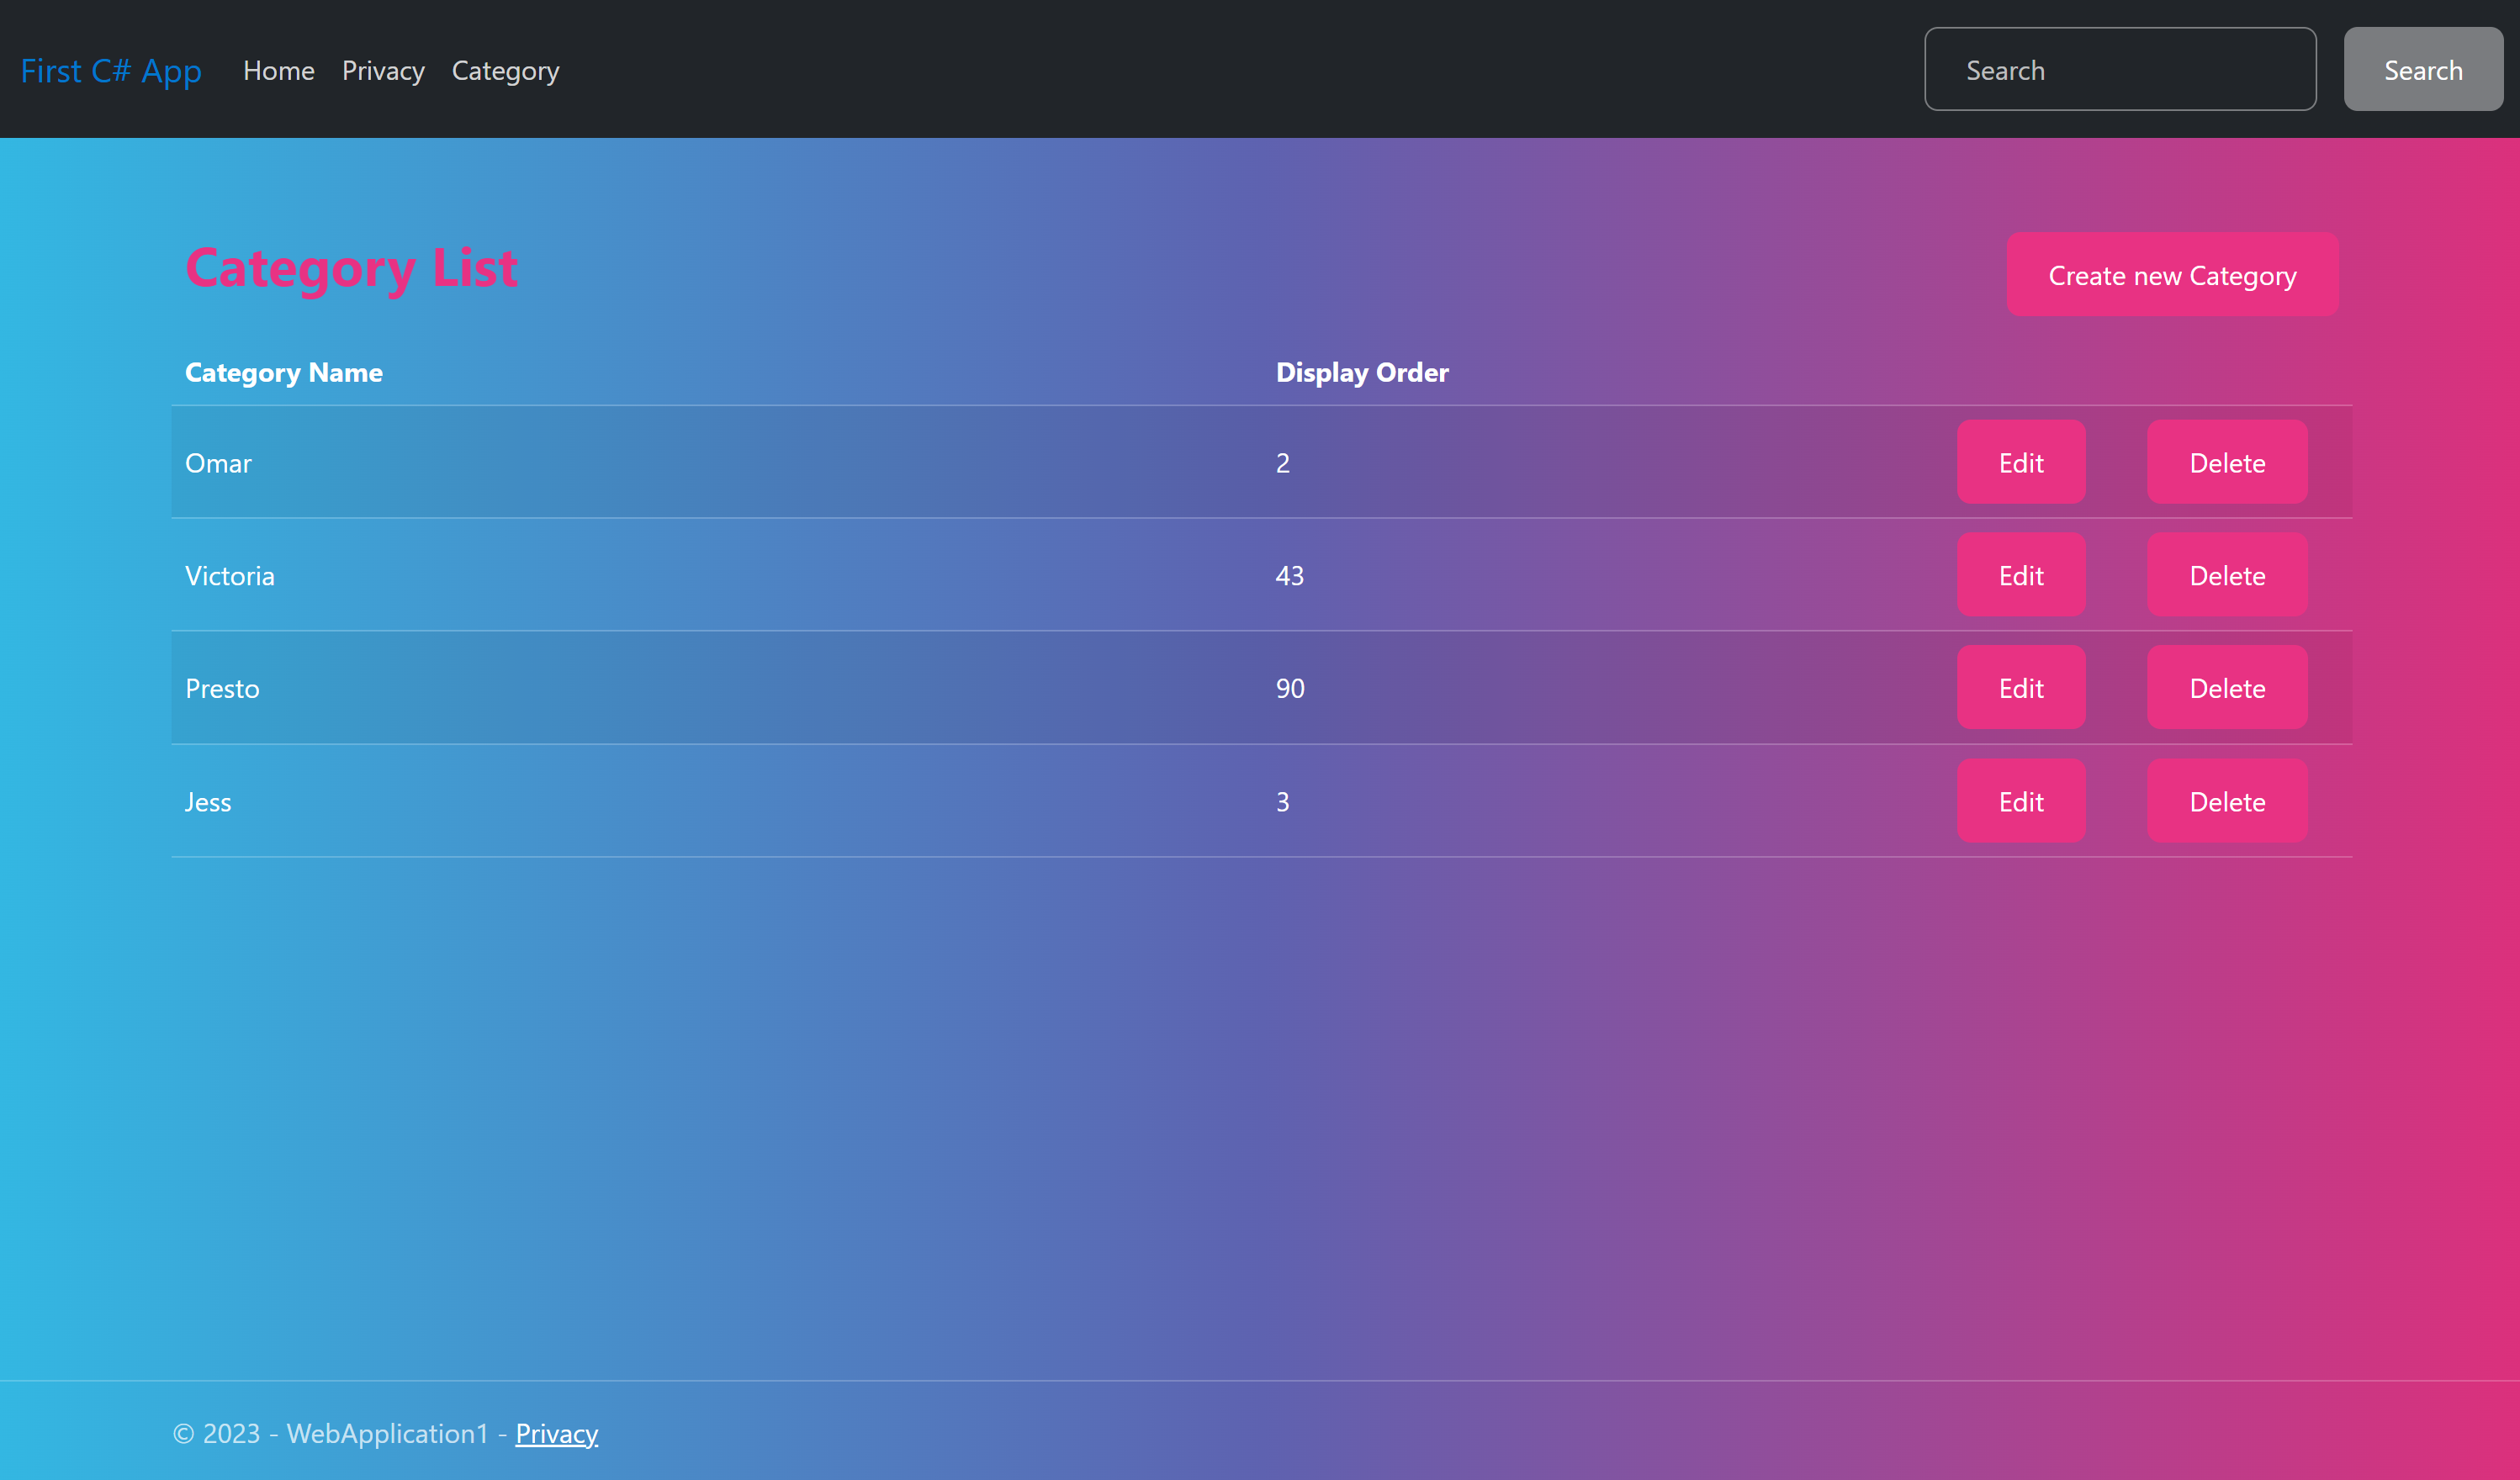 First C# App Home Privacy Category Search Search
Category List Create new Category
Category Name Display Order
Omar 2 Edit Delete
Victoria 43 Edit Delete
Presto 90 Edit Delete
Jess 3 Edit Delete
© 2023 - WebApplication1 - Privacy